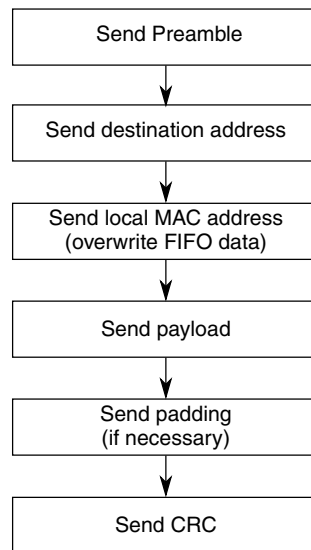 Send Preamble
Send destination address
Send local MAC address
(overwrite FIFO data)
Send payload
Send padding
(if necessary)
Send CRC